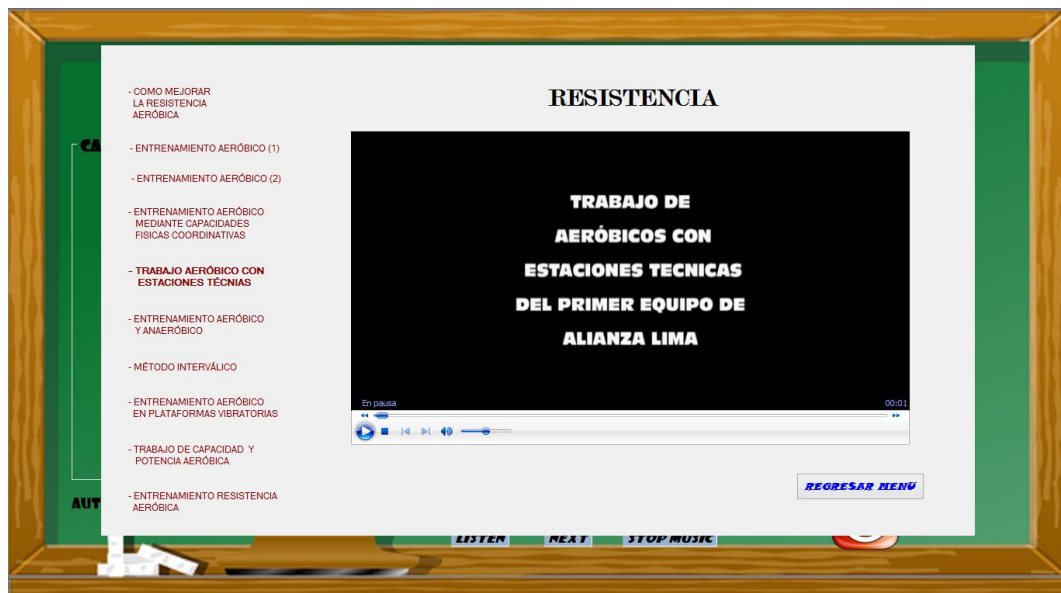 - COMO MEJORAR
LA RESISTENCIA
AERÓBICA
- ENTRENAMIENTO AERÓBICO (1)
- ENTRENAMIENTO AERÓBICO (2)
- ENTRENAMIENTO AERÓBICO
MEDIANTE CAPACIDADES
FISICAS COORDINATIVAS
- TRABAJO AERÓBICO CON
ESTACIONES TÉCNIAS
- ENTRENAMIENTO AERÓBICO
Y ANAERÓBICO
- MÉTODO INTERVÁLICO
- ENTRENAMIENTO AERÓBICO
EN PLATAFORMAS VIBRATORIAS
- TRABAJO DE CAPACIDAD Y
POTENCIA AERÓBICA
- ENTRENAMIENTO RESISTENCIA
AERÓBICA
RESISTENCIA
TRABAJO DE
AERÓBICOS CON
ESTACIONES TECNICAS
DEL PRIMER EQUIPO DE
ALIANZA LIMA
En pausa 00:01
REGRESAR MENÚ
CA
AUT
LISTEN NEXT STOP MUSIC